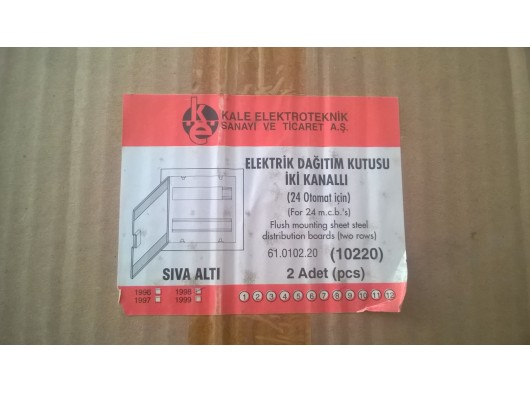 KALE ELEKTROTEKNİK
SANAYİ VE TİCARET A.Ş.
ELEKTRİK DAĞITIM KUTUSU
İKİ KANALLI
(24 Otomat için)
(For 24 m.c.b.'s)
Flush mounting sheet steel
distribution boards (two rows)
61.0102.20 (10220)
SIVA ALTI 2 Adet (pcs)
1996 1998
1997 1999
1 2 3 4 5 6 7 8 9 10 11 12